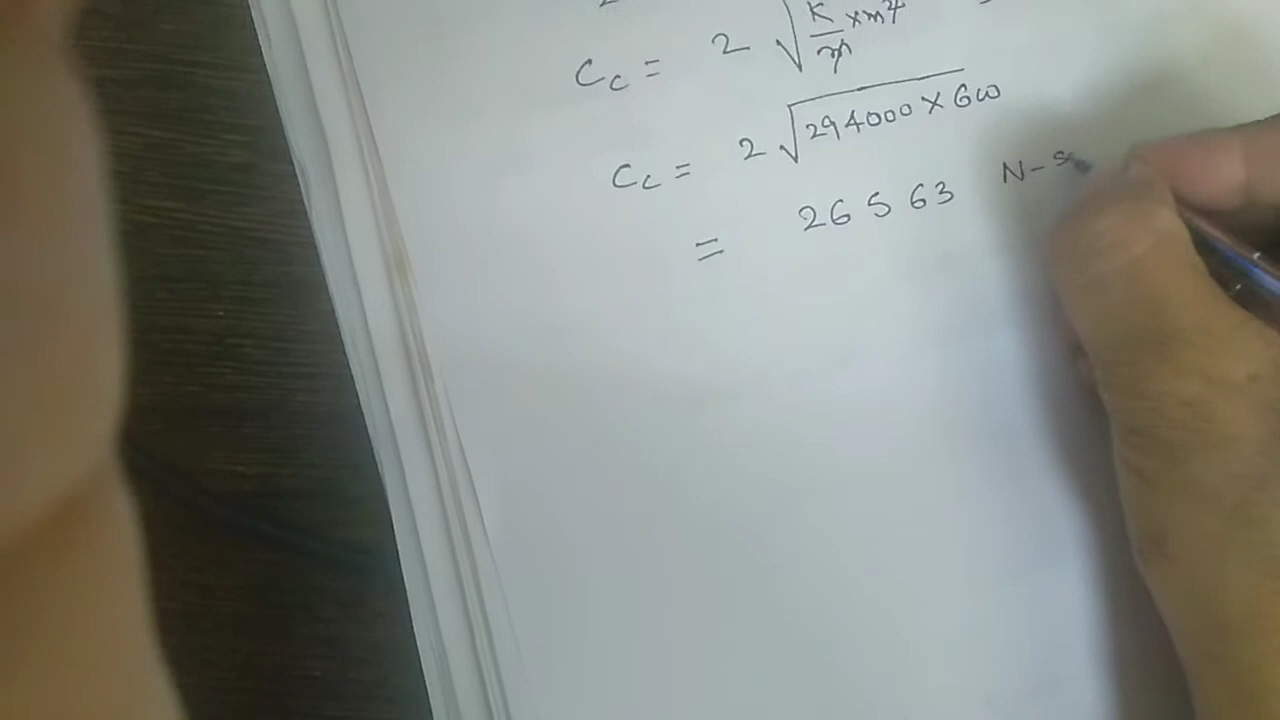 Cc = 2 √ K/m × m²
Cc = 2 √ 294000 × 600
= 26563 N-s